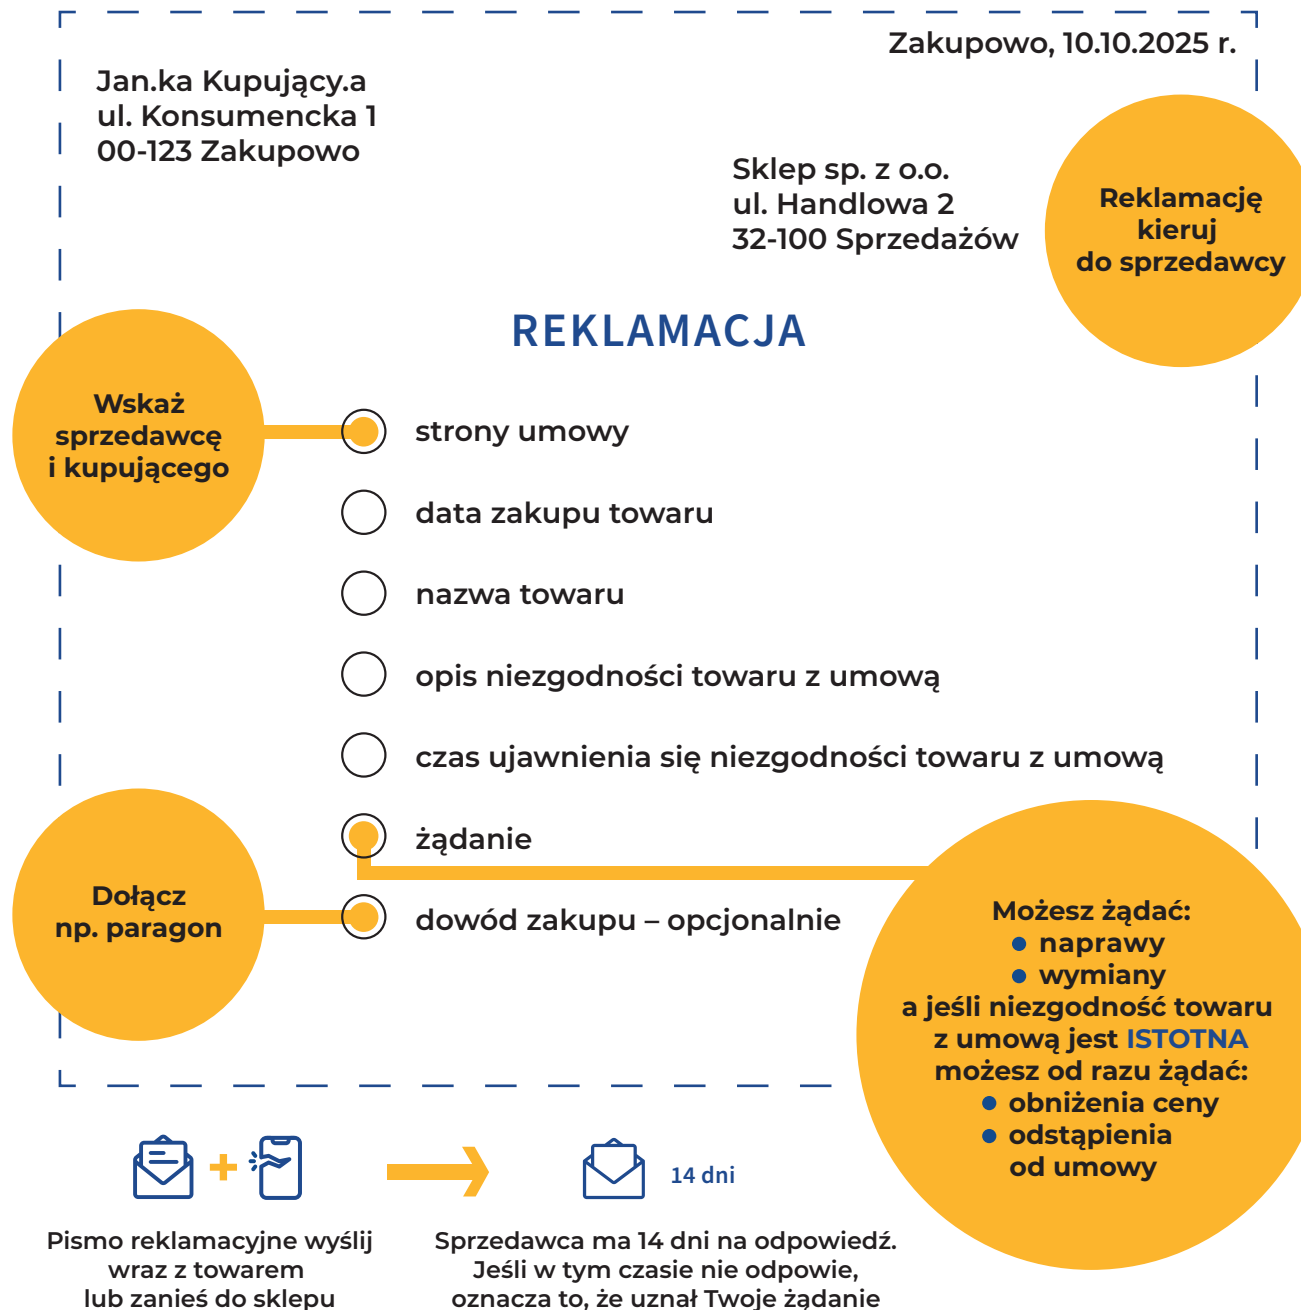 Zakupowo, 10.10.2025 r.
Jan.ka Kupujący.a
ul. Konsumencka 1
00-123 Zakupowo
Sklep sp. z o.o.
ul. Handlowa 2
32-100 Sprzedażów
Reklamację
kieruj
do sprzedawcy
REKLAMACJA
Wskaż
sprzedawcę
i kupującego
strony umowy
data zakupu towaru
nazwa towaru
opis niezgodności towaru z umową
czas ujawnienia się niezgodności towaru z umową
żądanie
Dołącz
np. paragon
dowód zakupu – opcjonalnie
Możesz żądać:
naprawy
wymiany
a jeśli niezgodność towaru
z umową jest ISTOTNA
możesz od razu żądać:
obniżenia ceny
odstąpienia
od umowy
14 dni
Pismo reklamacyjne wyślij
wraz z towarem
lub zanieś do sklepu
Sprzedawca ma 14 dni na odpowiedź.
Jeśli w tym czasie nie odpowie,
oznacza to, że uznał Twoje żądanie